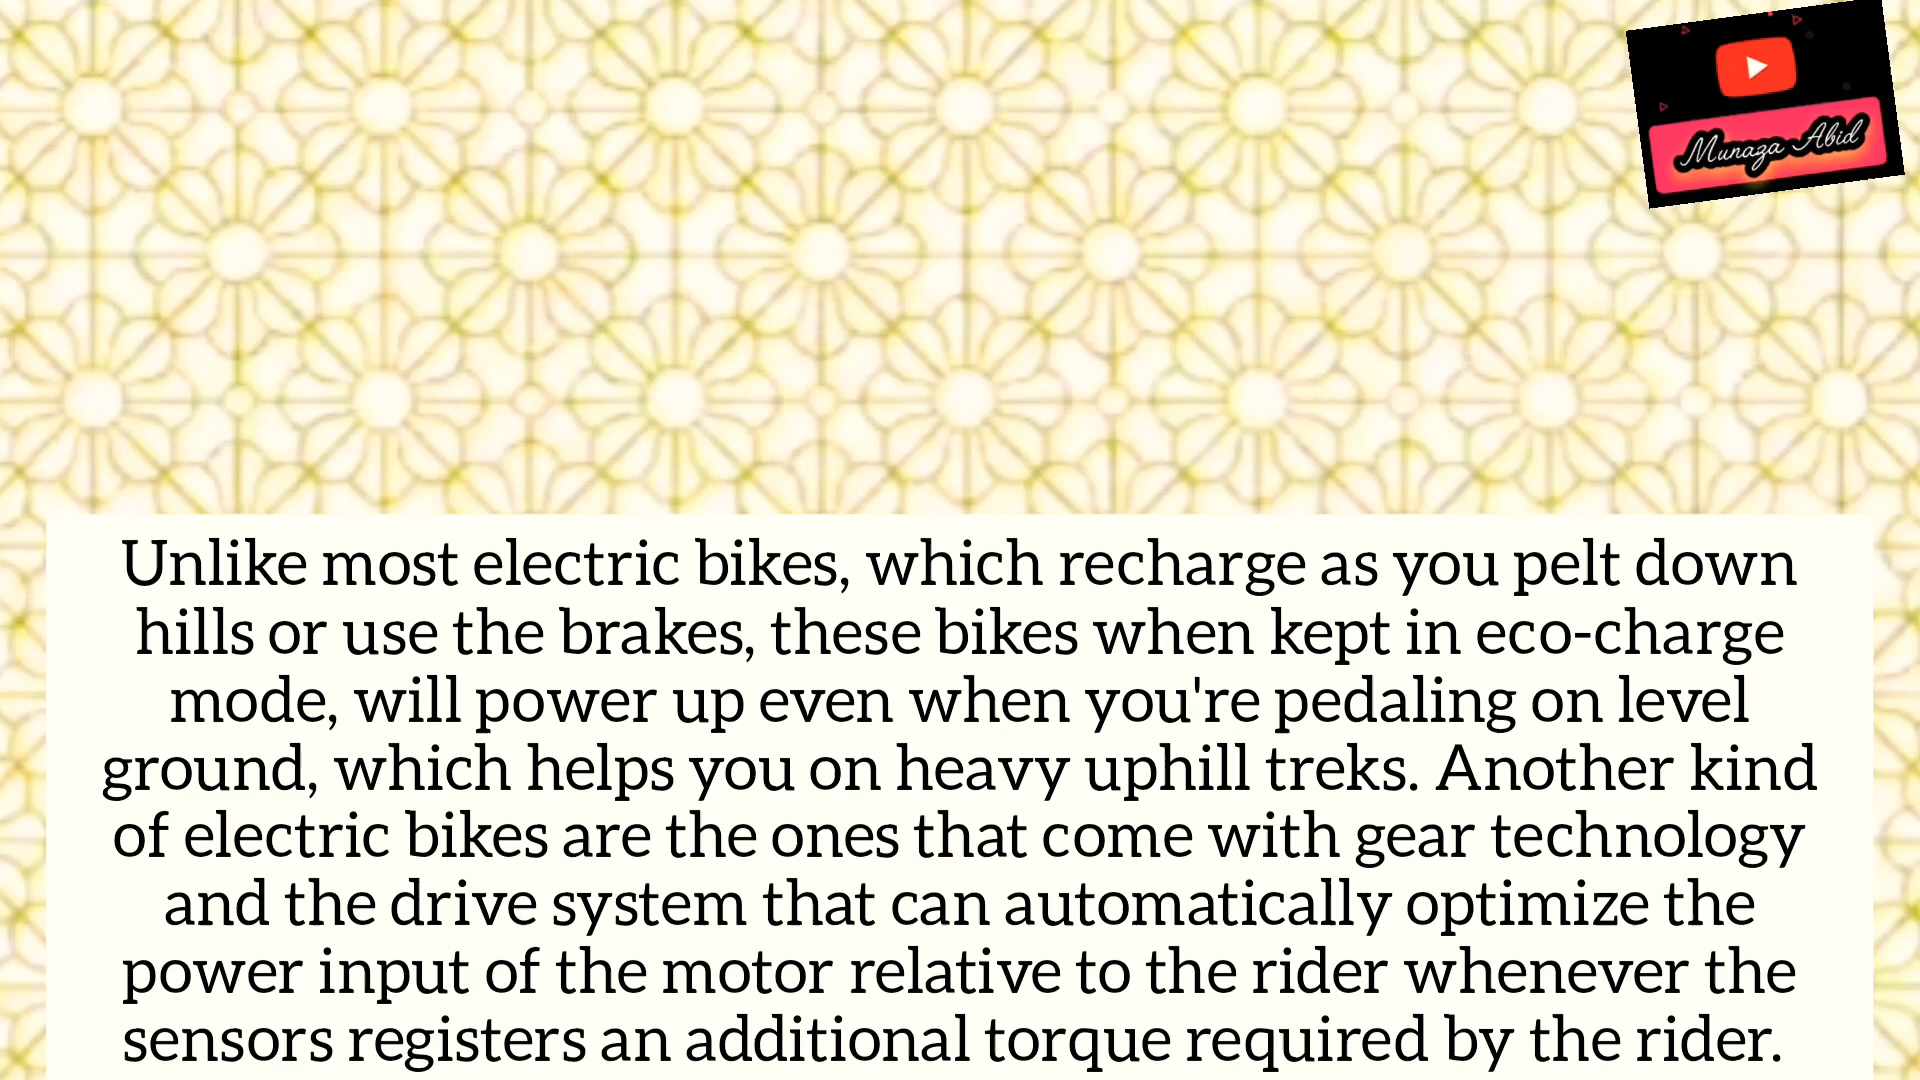 Munaza Abid
Unlike most electric bikes, which recharge as you pelt down
hills or use the brakes, these bikes when kept in eco-charge
mode, will power up even when you're pedaling on level
ground, which helps you on heavy uphill treks. Another kind
of electric bikes are the ones that come with gear technology
and the drive system that can automatically optimize the
power input of the motor relative to the rider whenever the
sensors registers an additional torque required by the rider.